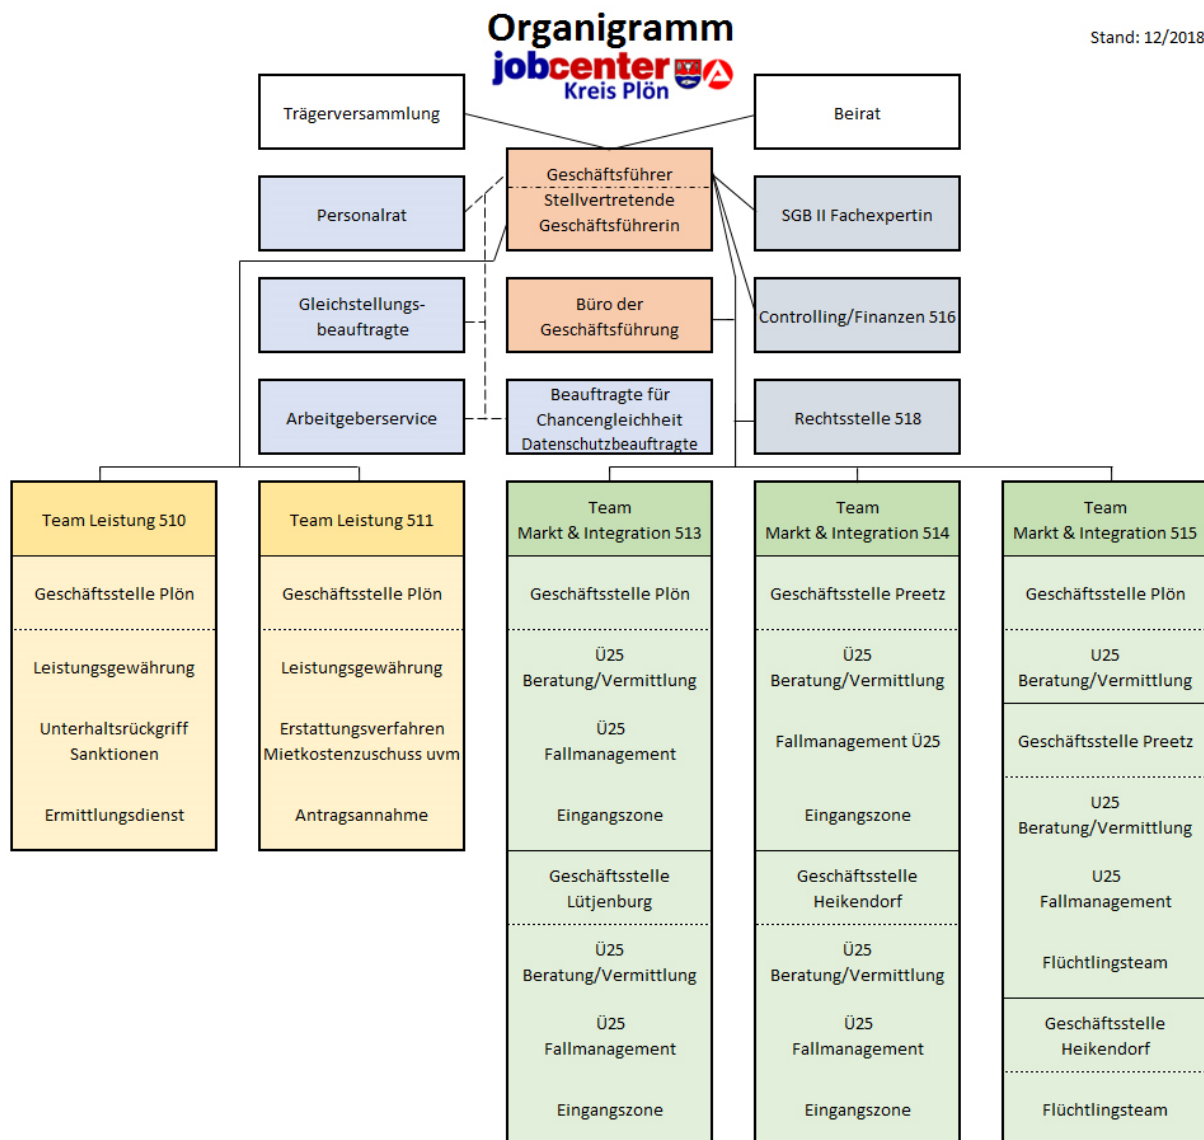 Organigramm
Stand: 12/2018
jobcenter
Kreis Plön
Trägerversammlung
Beirat
Geschäftsführer
Stellvertretende
Geschäftsführerin
Personalrat
SGB II Fachexpertin
Gleichstellungs-
beauftragte
Büro der
Geschäftsführung
Controlling/Finanzen 516
Arbeitgeberservice
Beauftragte für
Chancengleichheit
Datenschutzbeauftragte
Rechtsstelle 518
Team Leistung 510
Geschäftsstelle Plön
Leistungsgewährung
Unterhaltsrückgriff
Sanktionen
Ermittlungsdienst
Team Leistung 511
Geschäftsstelle Plön
Leistungsgewährung
Erstattungsverfahren
Mietkostenzuschuss uvm
Antragsannahme
Team
Markt & Integration 513
Geschäftsstelle Plön
Ü25
Beratung/Vermittlung
Ü25
Fallmanagement
Eingangszone
Geschäftsstelle
Lütjenburg
Ü25
Beratung/Vermittlung
Ü25
Fallmanagement
Eingangszone
Team
Markt & Integration 514
Geschäftsstelle Preetz
Ü25
Beratung/Vermittlung
Fallmanagement Ü25
Eingangszone
Geschäftsstelle
Heikendorf
Ü25
Beratung/Vermittlung
Ü25
Fallmanagement
Eingangszone
Team
Markt & Integration 515
Geschäftsstelle Plön
U25
Beratung/Vermittlung
Geschäftsstelle Preetz
U25
Beratung/Vermittlung
U25
Fallmanagement
Flüchtlingsteam
Geschäftsstelle
Heikendorf
Flüchtlingsteam